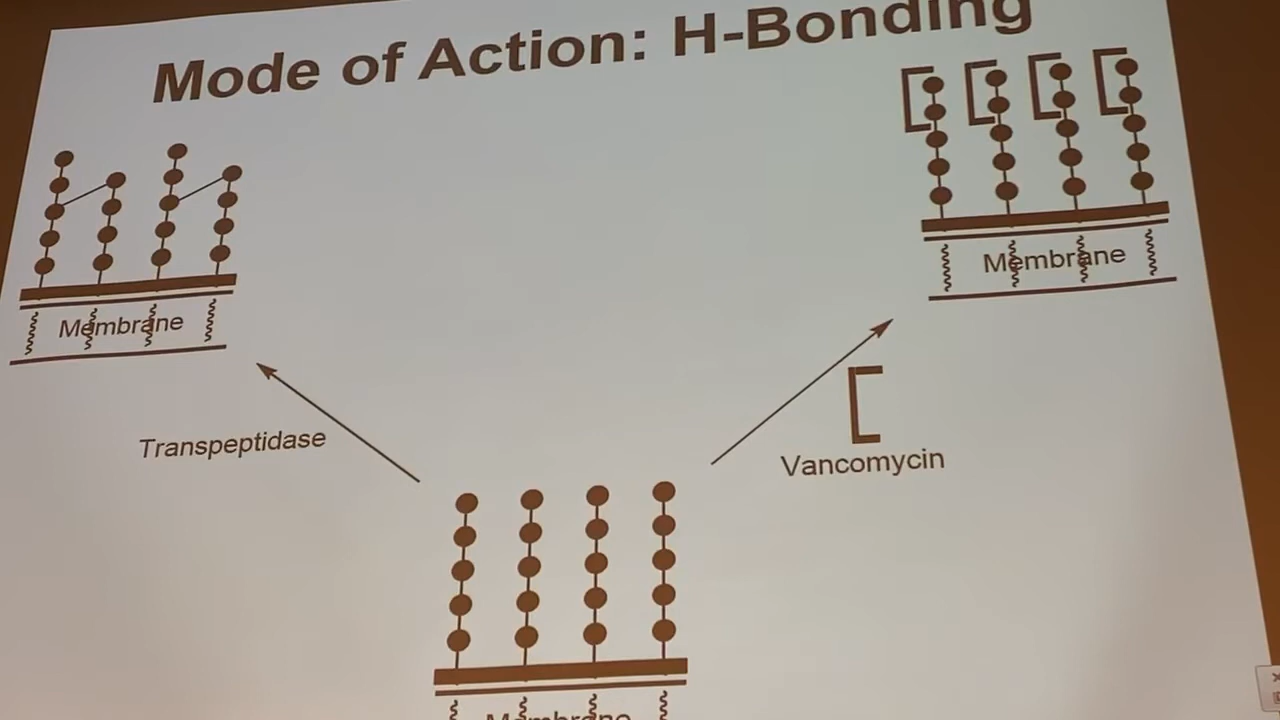 Mode of Action: H-Bonding
Membrane
Membrane
Transpeptidase
Vancomycin
Membrane